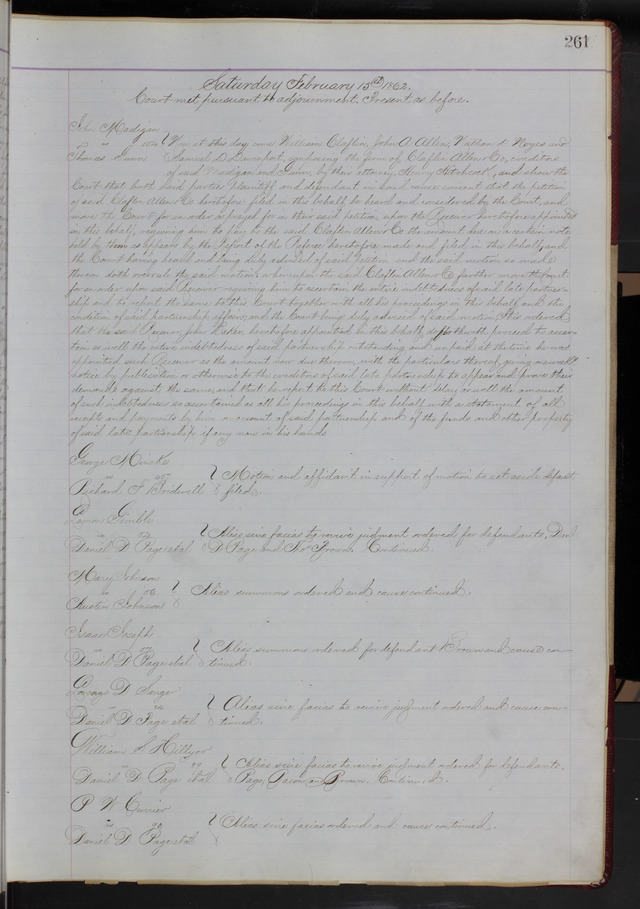 261
Saturday February 15th 1862.
Court met pursuant to adjournment. Present as before.
John Madigan
vs
Thomas Gunn
Now at this day come William Claflin, John A. Allen, Nathan Noyes and
Samuel D. Davenport, composing the firm of Claflin Allen & Co, creditors
of said Madigan and Gunn, by their attorney, Henry Hitchcock, and show the
Court that both said parties plaintiff and defendant in said cause consent that the petition
of said Claflin Allen & Co heretofore filed in this behalf, be heard and considered by the Court, and
move the Court for an order as prayed for in their said petition upon the Receiver heretofore appointed
in this behalf, requiring him to pay to the said Claflin Allen & Co the amount due on a certain note
held by them as appears by the Report of the Referee heretofore made and filed in this behalf, and
the Court having heard and being duly advised of said petition and the said motion so made
thereon doth overrule the said motion, whereupon the said Claflin Allen & Co further move the Court
for an order upon said Receiver requiring him to ascertain the entire indebtedness of said late partner-
ship and to report the same to this Court together with all his proceedings in this behalf and the
condition of said partnership affairs, and the Court being duly advised of said motion, It is ordered
that the said Receiver, John Baker, heretofore appointed in this behalf, do forthwith proceed to ascer-
tain as well the entire indebtedness of said partnership outstanding and unpaid at the time he was
appointed such Receiver as the amount now due thereon, with the particulars thereof, giving
notice by publication or otherwise to the creditors of said late partnership to appear and prove their
demands against the same, and that he report to this Court without delay as well the amount
of such indebtedness so ascertained as all his proceedings in this behalf with a statement of all
receipts and payments by him on account of said partnership and of the funds and other property
of said late partnership if any now in his hands
George Mincke
vs
Richard F. Bridwell
Motion and affidavit in support of motion to set aside default
filed.
Gimble
vs
Daniel D. Page et al
Alias scire facias to revive judgment ordered for defendants, Danl
D Page and Brown. Continued.
Mary Johnson
vs 56
Austin Johnson
Alias summons ordered and cause continued.
Isaac Joseph
vs
Daniel D. Page et al
Alias summons ordered for defendant Brown and cause con-
tinued.
George D. Senger
vs
Daniel D. Page et al
Alias scire facias to revive judgment ordered and cause con-
tinued.
William S. Hillyer
vs
Daniel D. Page et al
Alias scire facias to revive judgment ordered for defendants,
Page, Bacon and Brown. Continued.
P W Currier
vs
Daniel D. Page et al
Alias scire facias ordered and cause continued.